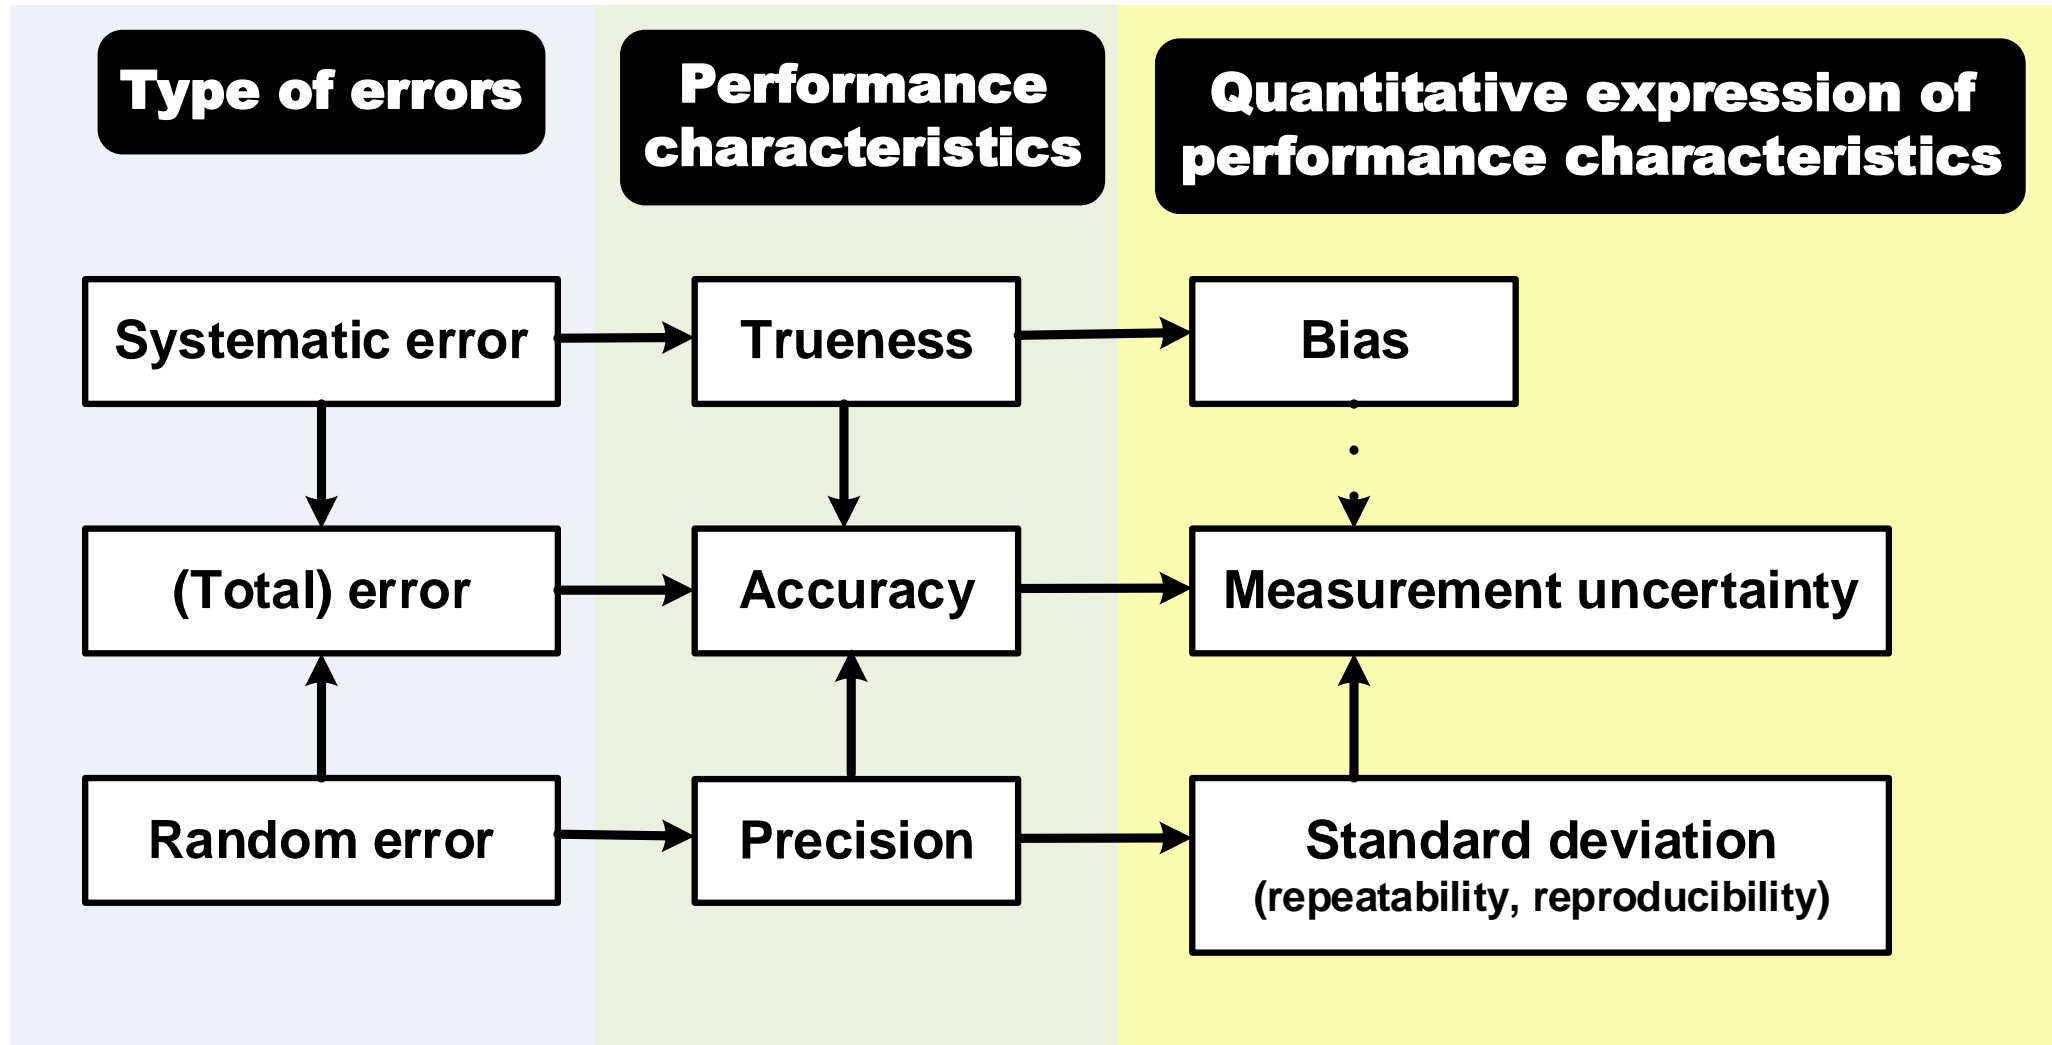 Type of errors
Performance
characteristics
Quantitative expression of
performance characteristics
Systematic error
Trueness
Bias
(Total) error
Accuracy
Measurement uncertainty
Random error
Precision
Standard deviation
(repeatability, reproducibility)